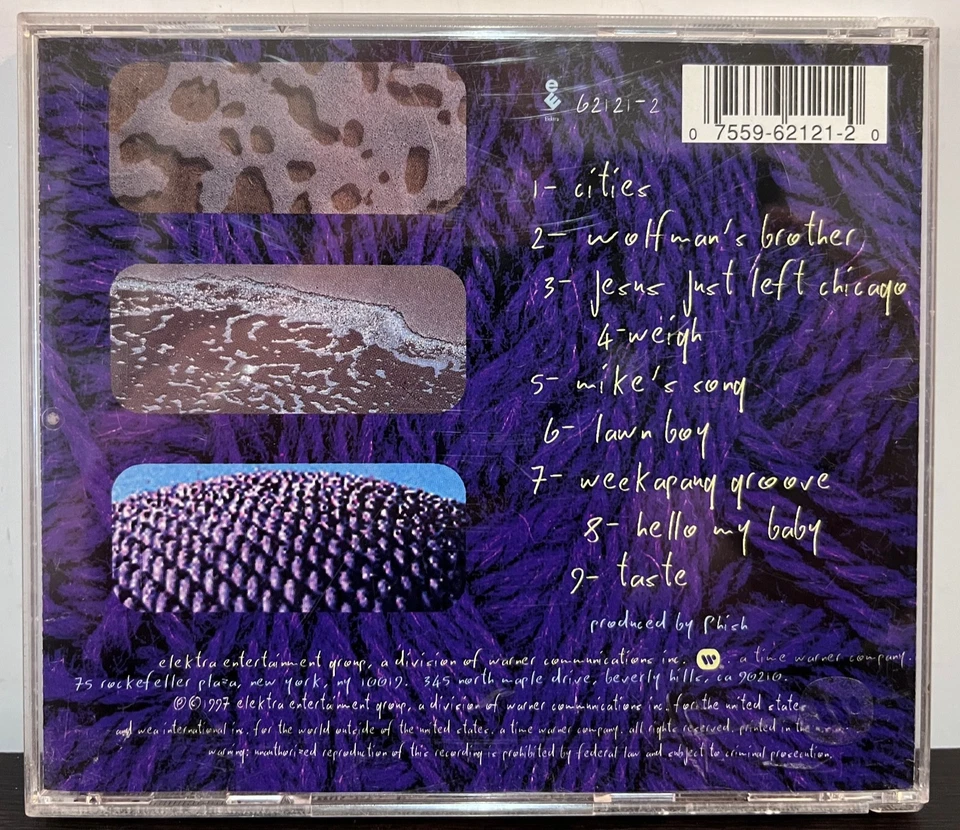 Elektra
62121-2
0 7559-62121-2 0
1- cities
2- wolfman's brother
3- Jesus Just left chicago
4- weigh
5- mike's song
6- lawn boy
7- weekapaug groove
8- hello my baby
9- taste
produced by Phish
elektra entertainment group, a division of warner communications inc. a time warner company.
75 rockefeller plaza, new york, ny 10019. 345 north maple drive, beverly hills, ca 90210.
℗©1997 elektra entertainment group, a division of warner communications inc. for the united states
and wea international inc. for the world outside of the united states. a time warner company. all rights reserved. printed in the u.s.a.
warning: unauthorized reproduction of this recording is prohibited by federal law and subject to criminal prosecution.